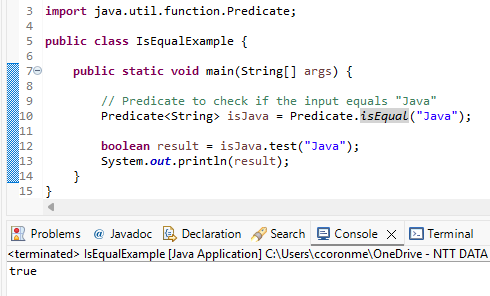 3 import java.util.function.Predicate;
4
5 public class IsEqualExample {
6
7 public static void main(String[] args) {
8
9 // Predicate to check if the input equals "Java"
10 Predicate<String> isJava = Predicate.isEqual("Java");
11
12 boolean result = isJava.test("Java");
13 System.out.println(result);
14 }
15 }
Problems @ Javadoc Declaration Search Console Terminal
<terminated> IsEqualExample [Java Application] C:\Users\ccoronme\OneDrive - NTT DATA
true